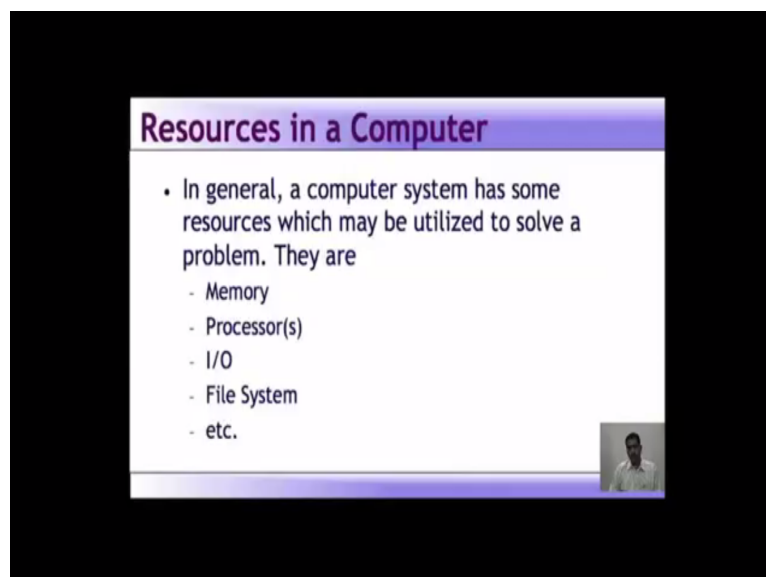 Resources in a Computer
• In general, a computer system has some
resources which may be utilized to solve a
problem. They are
- Memory
- Processor(s)
- I/O
- File System
- etc.